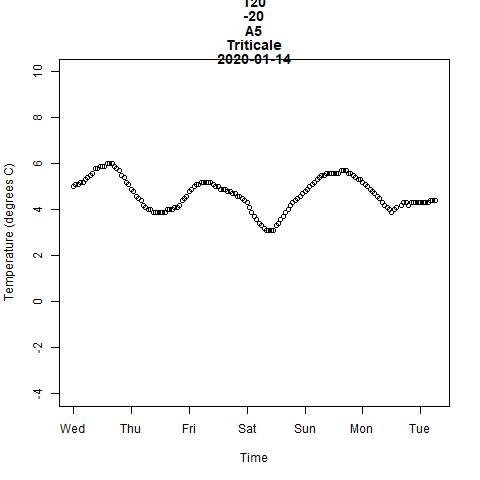 120
-20
A5
Triticale
2020-01-14
10
8
6
4
2
0
-2
-4
Temperature (degrees C)
Wed Thu Fri Sat Sun Mon Tue
Time